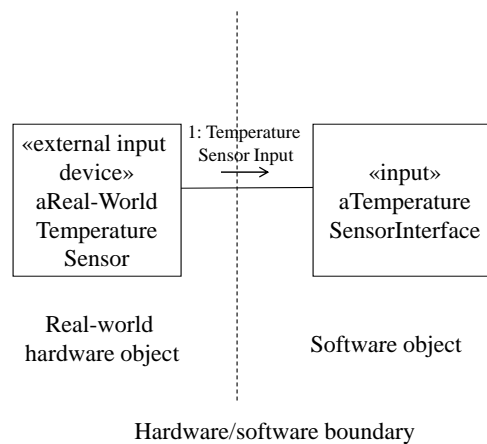 1: Temperature
Sensor Input
«external input
device»
aReal-World
Temperature
Sensor
«input»
aTemperature
SensorInterface
Real-world
hardware object
Software object
Hardware/software boundary